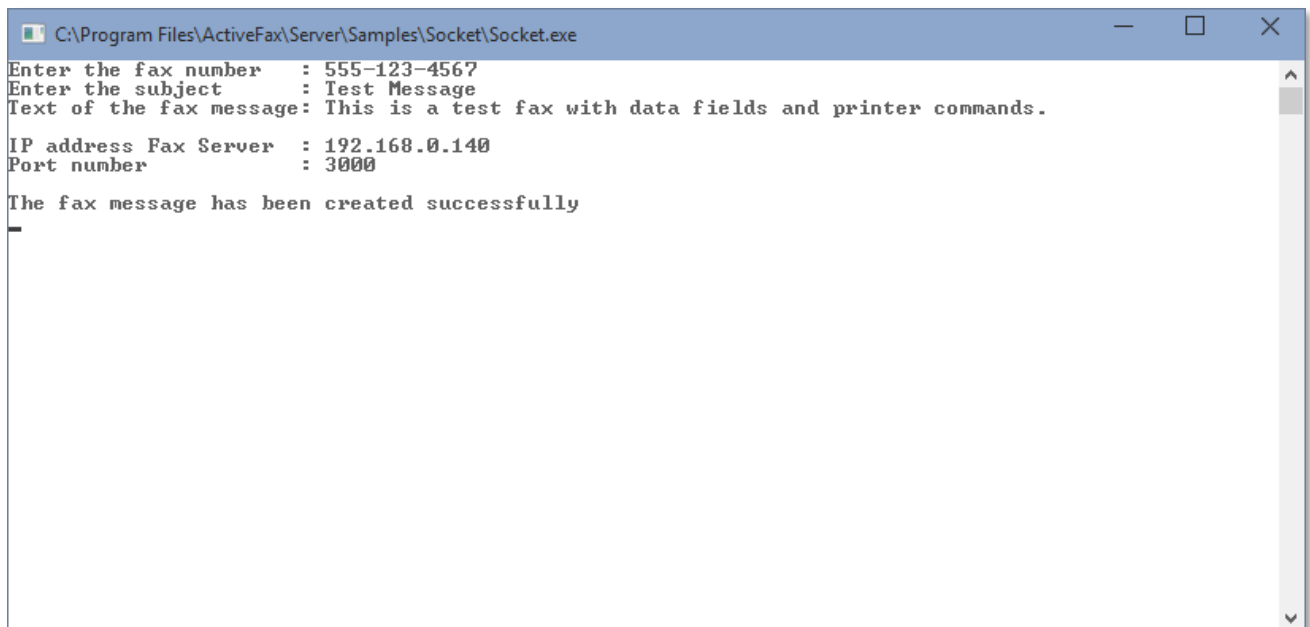 C:\Program Files\ActiveFax\Server\Samples\Socket\Socket.exe
Enter the fax number   : 555-123-4567
Enter the subject      : Test Message
Text of the fax message: This is a test fax with data fields and printer commands.
IP address Fax Server  : 192.168.0.140
Port number            : 3000
The fax message has been created successfully